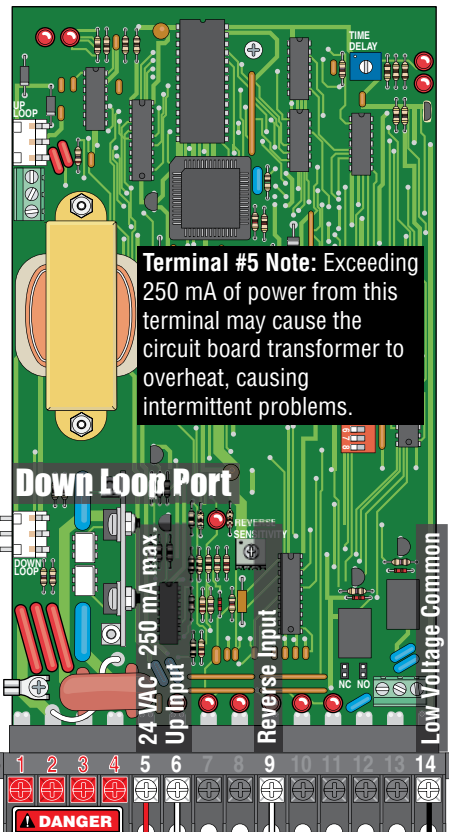 TIME
DELAY
UP
LOOP
Terminal #5 Note: Exceeding
250 mA of power from this
terminal may cause the
circuit board transformer to
overheat, causing
intermittent problems.
6 7 8
Down Loop Port
REVERSE
SENSITIVITY
DOWN
LOOP
24 VAC - 250 mA max
Up Input
Reverse Input
Low Voltage Common
NC NO
1 2 3 4 5 6 7 8 9 10 11 12 13 14
DANGER